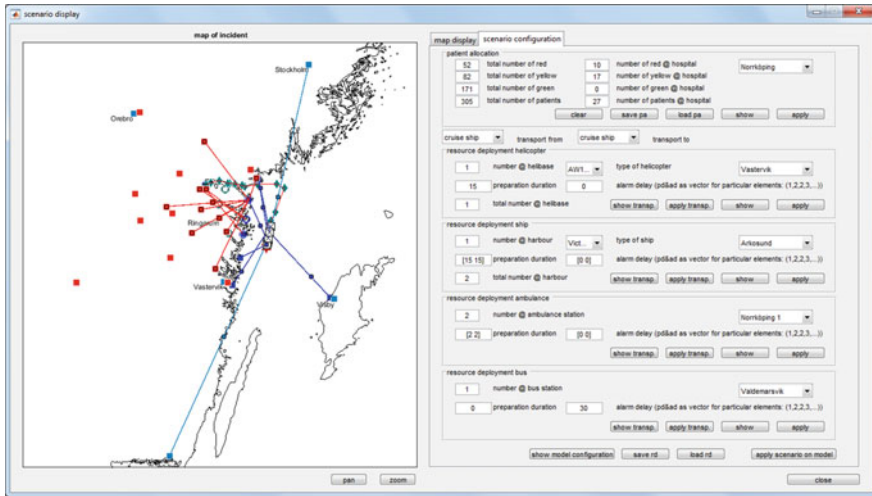 scenario display
map of incident
Stockholm
Orebro
Vastervik
Visby
pan zoom
map display scenario configuration
patient allocation
52 total number of red 10 number of red @ hospital Norrköping
82 total number of yellow 17 number of yellow @ hospital
171 total number of green 0 number of green @ hospital
305 total number of patients 27 number of patients @ hospital
clear save pa load pa show apply
cruise ship transport from cruise ship transport to
resource deployment helicopter
1 number @ helibase AW1... type of helicopter Vastervik
15 preparation duration 0 alarm delay (pd&ad as vector for particular elements: (1,2,2,3,...))
1 total number @ helibase show transp. apply transp. show apply
resource deployment ship
1 number @ harbour Vict... type of ship Arkosund
[15 15] preparation duration [0 0] alarm delay (pd&ad as vector for particular elements: (1,2,2,3,...))
2 total number @ harbour show transp. apply transp. show apply
resource deployment ambulance
2 number @ ambulance station Norrköping 1
[2 2] preparation duration [0 0] alarm delay (pd&ad as vector for particular elements: (1,2,2,3,...))
show transp. apply transp. show apply
resource deployment bus
1 number @ bus station Valdemarsvik
0 preparation duration 30 alarm delay (pd&ad as vector for particular elements: (1,2,2,3,...))
show transp. apply transp. show apply
show model configuration save rd load rd apply scenario on model
close